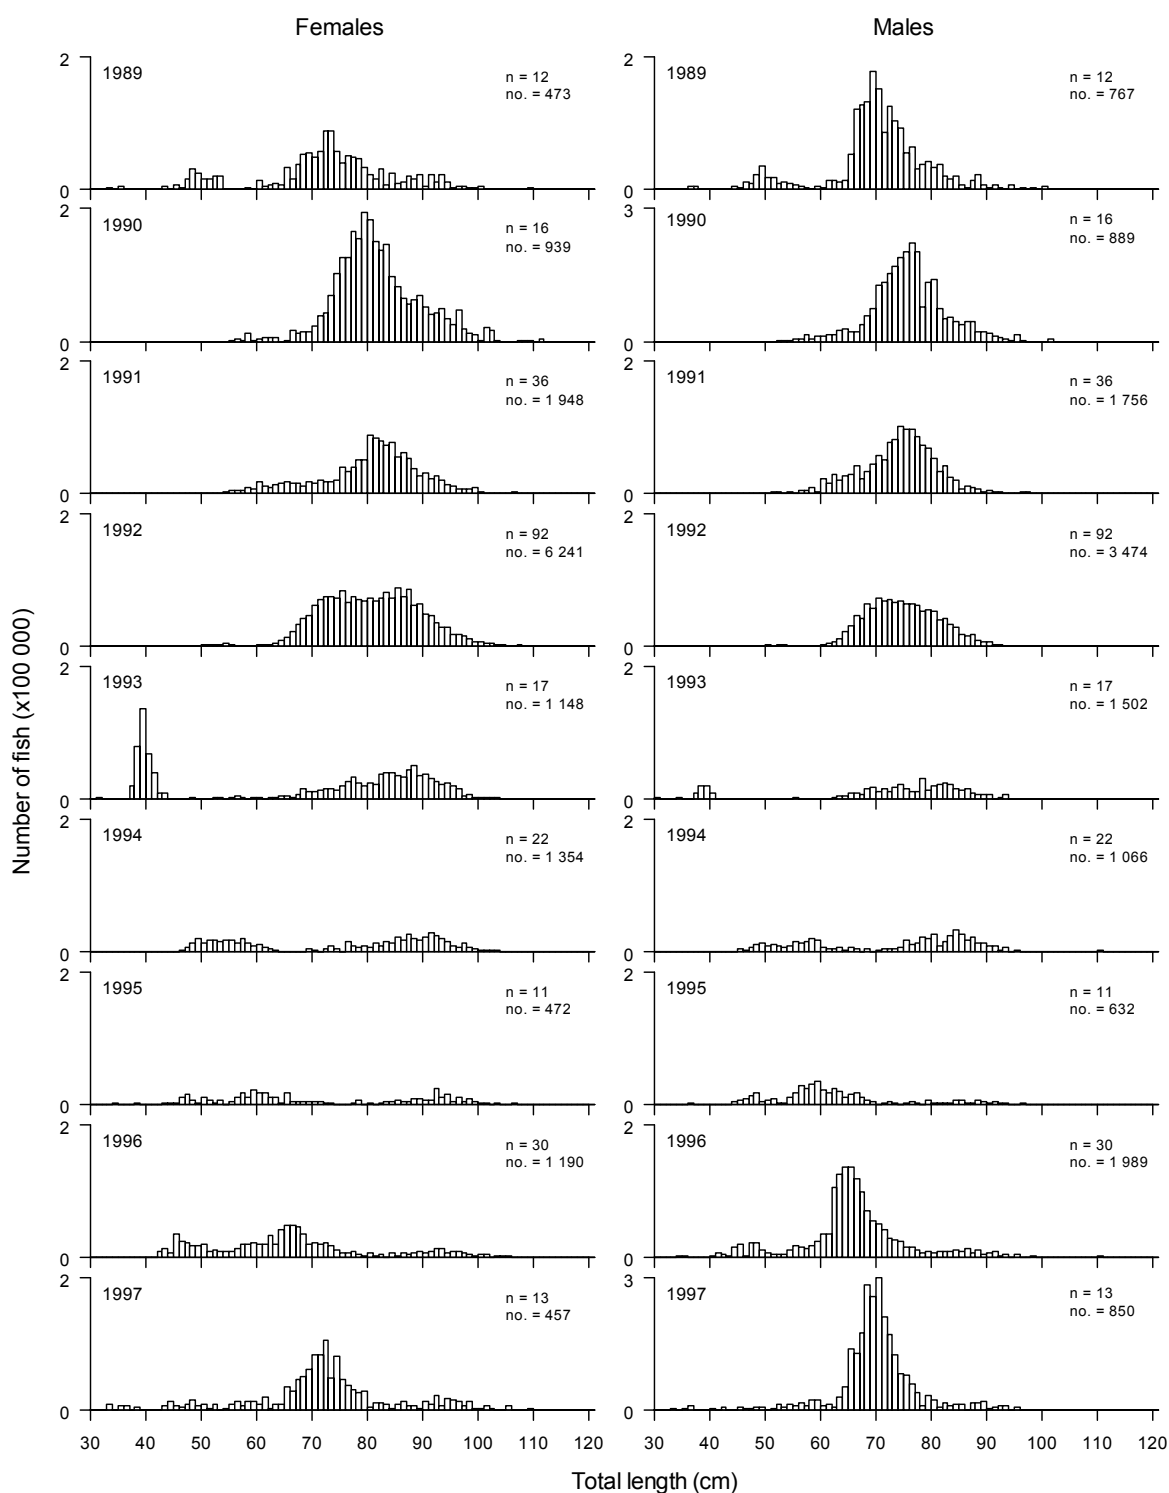 Females Males
2 1989 n = 12 no. = 473 0
2 1989 n = 12 no. = 767 0
2 1990 n = 16 no. = 939 0
3 1990 n = 16 no. = 889 0
2 1991 n = 36 no. = 1 948 0
2 1991 n = 36 no. = 1 756 0
2 1992 n = 92 no. = 6 241 0
2 1992 n = 92 no. = 3 474 0
2 1993 n = 17 no. = 1 148 0
2 1993 n = 17 no. = 1 502 0
2 1994 n = 22 no. = 1 354 0
2 1994 n = 22 no. = 1 066 0
2 1995 n = 11 no. = 472 0
2 1995 n = 11 no. = 632 0
2 1996 n = 30 no. = 1 190 0
2 1996 n = 30 no. = 1 989 0
2 1997 n = 13 no. = 457 0
3 1997 n = 13 no. = 850 0
30 40 50 60 70 80 90 100 110 120 30 40 50 60 70 80 90 100 110 120
Number of fish (x100 000)
Total length (cm)